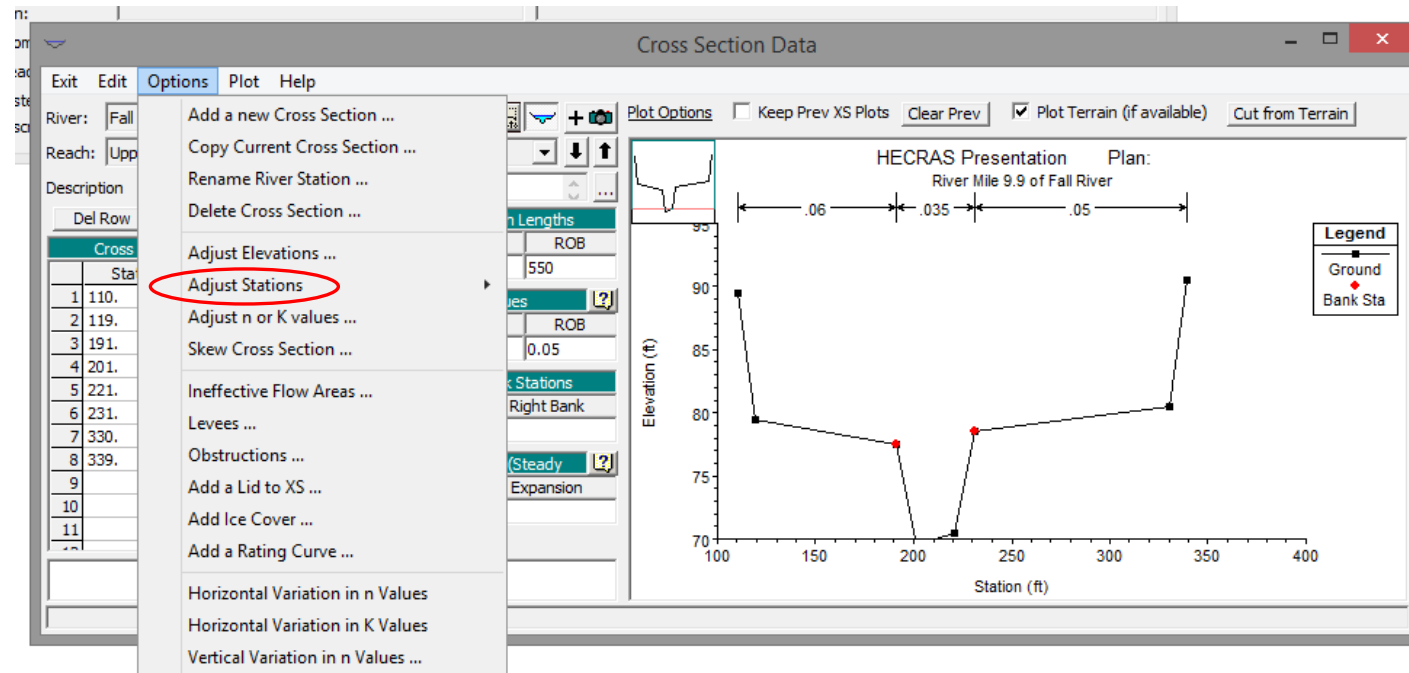 n:
Cross Section Data
Exit Edit Options Plot Help
River: Fall
Reach: Upp
Description
Del Row
Cross
Sta
1 110.
2 119.
3 191.
4 201.
5 221.
6 231.
7 330.
8 339.
9
10
11
Add a new Cross Section ...
Copy Current Cross Section ...
Rename River Station ...
Delete Cross Section ...
Adjust Elevations ...
Adjust Stations
Adjust n or K values ...
Skew Cross Section ...
Ineffective Flow Areas ...
Levees ...
Obstructions ...
Add a Lid to XS ...
Add Ice Cover ...
Add a Rating Curve ...
Horizontal Variation in n Values
Horizontal Variation in K Values
Vertical Variation in n Values ...
...
n Lengths
ROB
550
ues
ROB
0.05
k Stations
Right Bank
(Steady
Expansion
Plot Options Keep Prev XS Plots Clear Prev Plot Terrain (if available) Cut from Terrain
HECRAS Presentation Plan:
River Mile 9.9 of Fall River
.06 .035 .05
95
90
85
80
75
70
Elevation (ft)
100 150 200 250 300 350 400
Station (ft)
Legend
Ground
Bank Sta